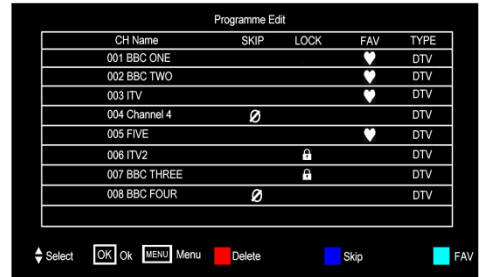 Programme Edit
CH Name SKIP LOCK FAV TYPE
001 BBC ONE DTV
002 BBC TWO DTV
003 ITV DTV
004 Channel 4 DTV
005 FIVE DTV
006 ITV2 DTV
007 BBC THREE DTV
008 BBC FOUR DTV
Select OK Ok MENU Menu Delete Skip FAV